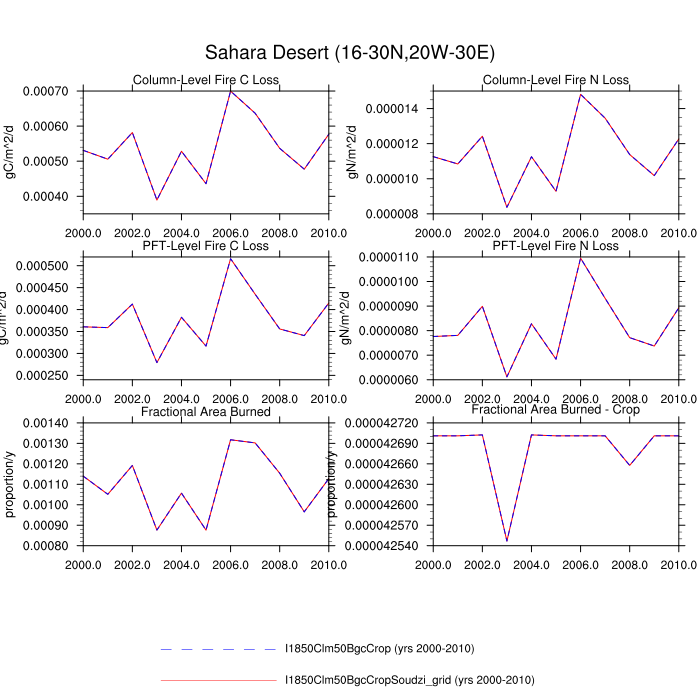 Sahara Desert (16-30N,20W-30E)
Column-Level Fire C Loss
gC/m^2/d
0.00070
0.00060
0.00050
0.00040
2000.0 2002.0 2004.0 2006.0 2008.0 2010.0
Column-Level Fire N Loss
gN/m^2/d
0.000014
0.000012
0.000010
0.000008
2000.0 2002.0 2004.0 2006.0 2008.0 2010.0
PFT-Level Fire C Loss
gC/m^2/d
0.000500
0.000450
0.000400
0.000350
0.000300
0.000250
2000.0 2002.0 2004.0 2006.0 2008.0 2010.0
PFT-Level Fire N Loss
gN/m^2/d
0.0000110
0.0000100
0.0000090
0.0000080
0.0000070
0.0000060
2000.0 2002.0 2004.0 2006.0 2008.0 2010.0
Fractional Area Burned
proportion/y
0.00140
0.00130
0.00120
0.00110
0.00100
0.00090
0.00080
2000.0 2002.0 2004.0 2006.0 2008.0 2010.0
Fractional Area Burned - Crop
proportion/y
0.000042720
0.000042690
0.000042660
0.000042630
0.000042600
0.000042570
0.000042540
2000.0 2002.0 2004.0 2006.0 2008.0 2010.0
I1850Clm50BgcCrop (yrs 2000-2010)
I1850Clm50BgcCropSoudzi_grid (yrs 2000-2010)